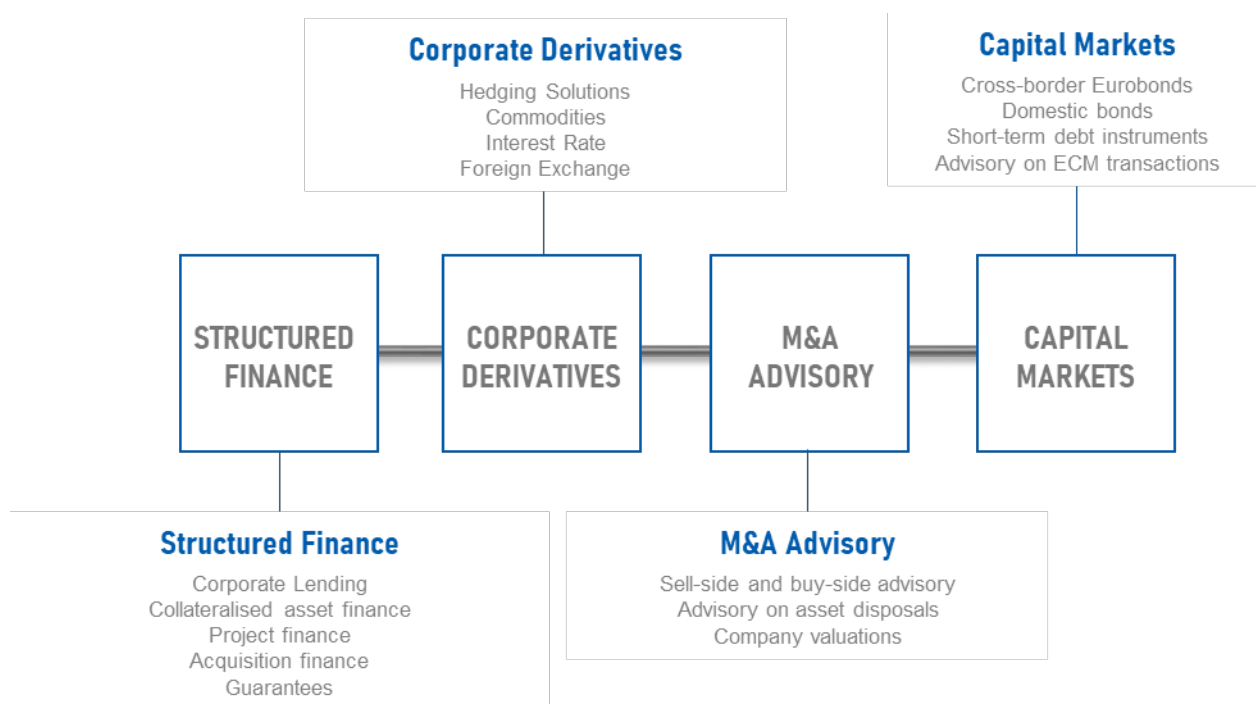 Corporate Derivatives
Hedging Solutions
Commodities
Interest Rate
Foreign Exchange
Capital Markets
Cross-border Eurobonds
Domestic bonds
Short-term debt instruments
Advisory on ECM transactions
STRUCTURED
FINANCE
CORPORATE
DERIVATIVES
M&A
ADVISORY
CAPITAL
MARKETS
Structured Finance
Corporate Lending
Collateralised asset finance
Project finance
Acquisition finance
Guarantees
M&A Advisory
Sell-side and buy-side advisory
Advisory on asset disposals
Company valuations